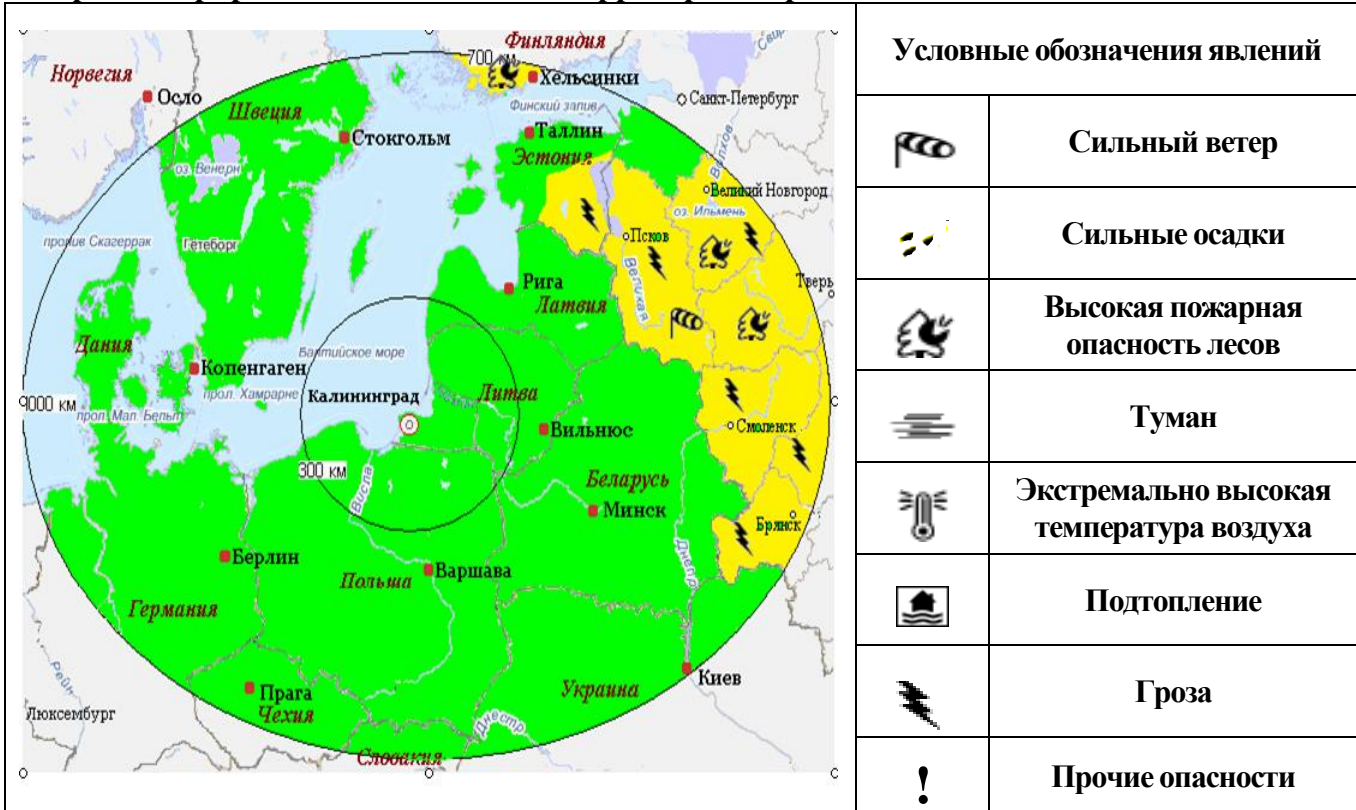 Финляндия
700 км
Хельсинки
Норвегия
Осло
Санкт-Петербург
Финский залив
Швеция
Стокгольм
Таллин
Эстония
Волхов
оз. Венерн
Великий Новгород
оз. Ильмень
пролив Скагеррак
Гётеборг
Псков
Великая
Тверь
Рига
Латвия
Дания
Балтийское море
Копенгаген
прол. Хамрарне
Калининград
Литва
1000 км
прол. Мал. Бельт
Смоленск
Вильнюс
300 км
Висла
Беларусь
Минск
Брянск
Днепр
Берлин
Польша
Варшава
Германия
Рейн
Прага
Чехия
Украина
Киев
Люксембург
Днестр
Словакия
Условные обозначения явлений
Сильный ветер
Сильные осадки
Высокая пожарная
опасность лесов
Туман
Экстремально высокая
температура воздуха
Подтопление
Гроза
!
Прочие опасности